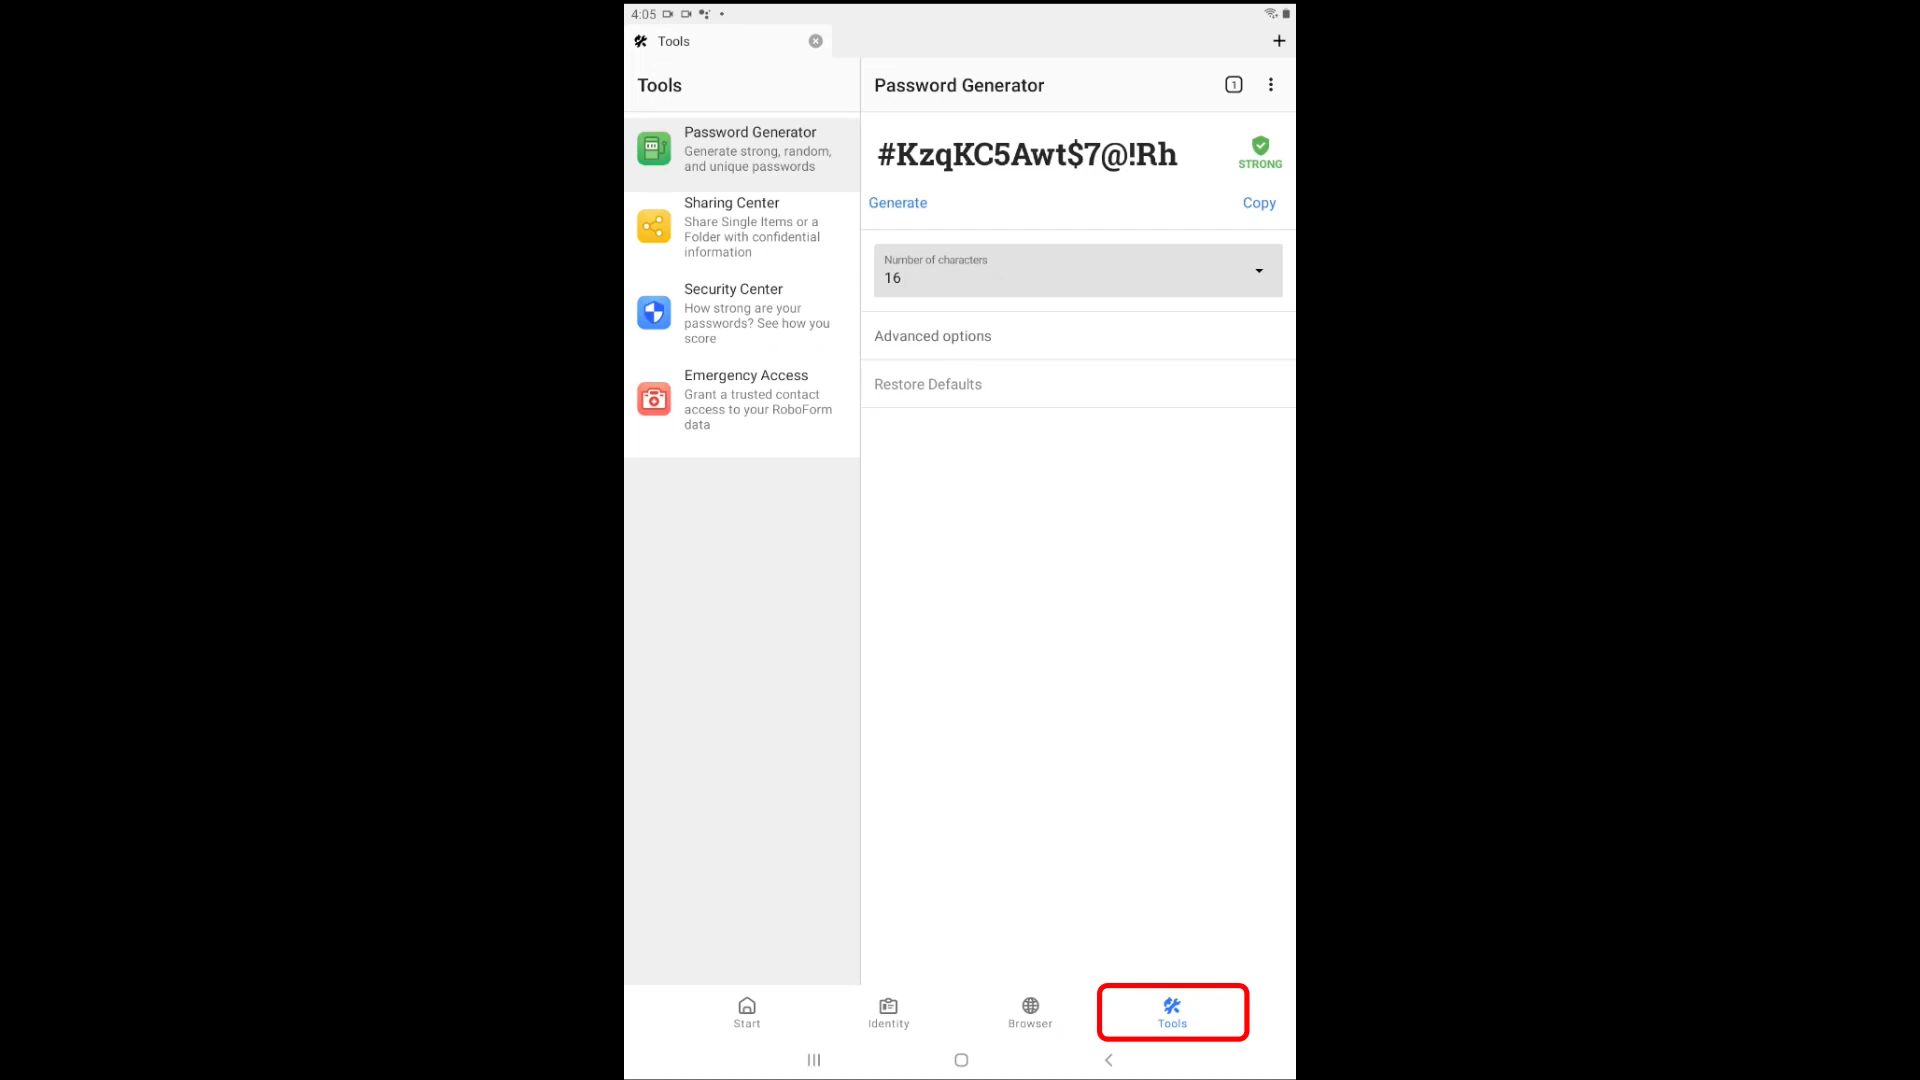 4:05
Tools
Tools
Password Generator
Generate strong, random,
and unique passwords
Sharing Center
Share Single Items or a
Folder with confidential
information
Security Center
How strong are your
passwords? See how you
score
Emergency Access
Grant a trusted contact
access to your RoboForm
data
Password Generator
1
#KzqKC5Awt$7@!Rh
STRONG
Generate
Copy
Number of characters
16
Advanced options
Restore Defaults
Start
Identity
Browser
Tools